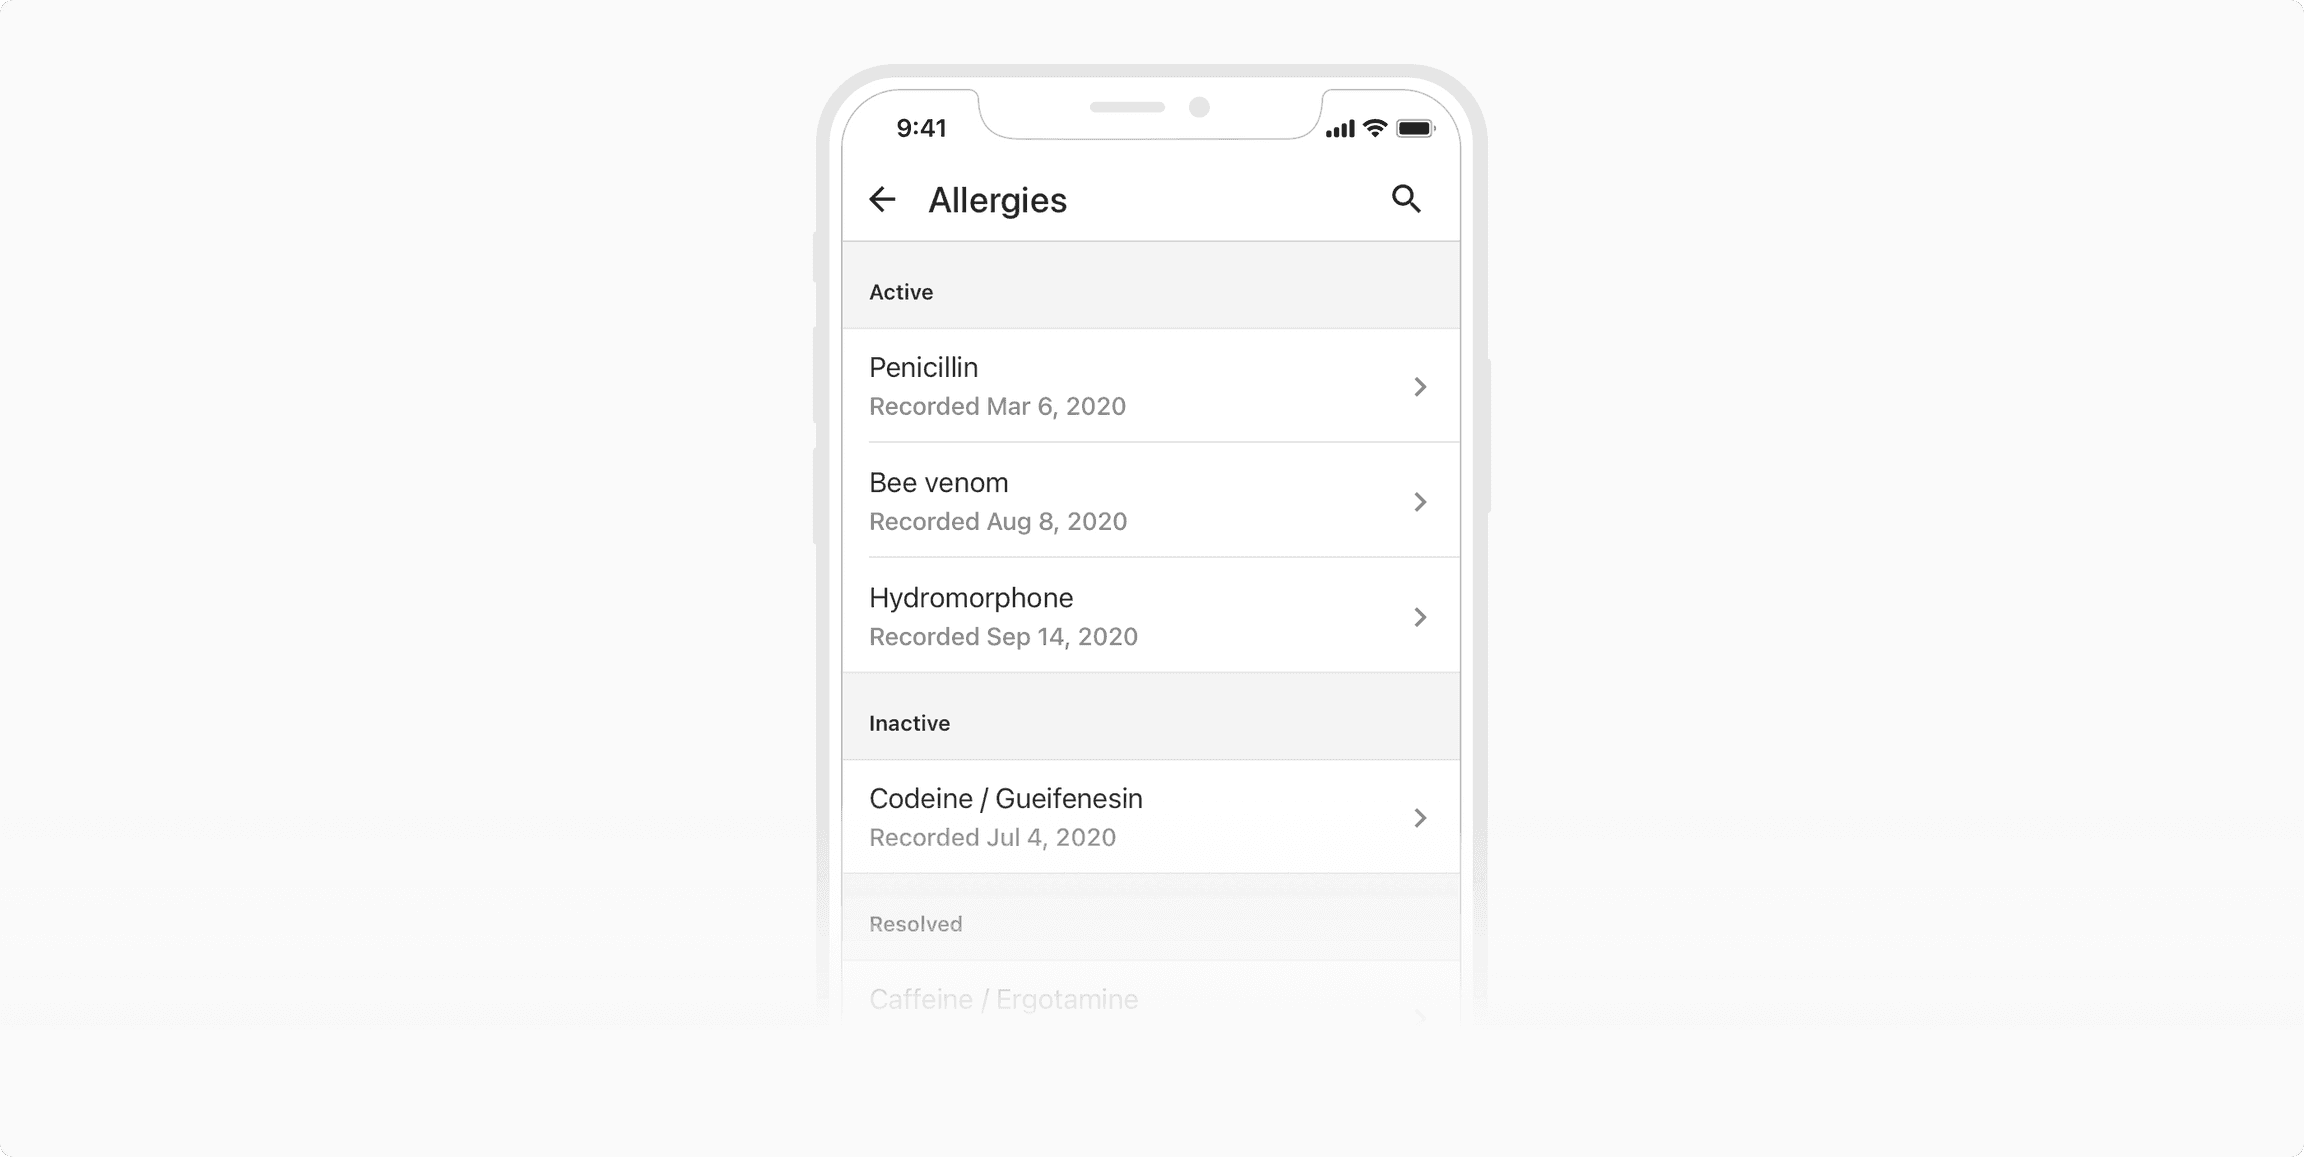 9:41
Allergies
Active
Penicillin
Recorded Mar 6, 2020
Bee venom
Recorded Aug 8, 2020
Hydromorphone
Recorded Sep 14, 2020
Inactive
Codeine / Gueifenesin
Recorded Jul 4, 2020
Resolved
Caffeine / Ergotamine